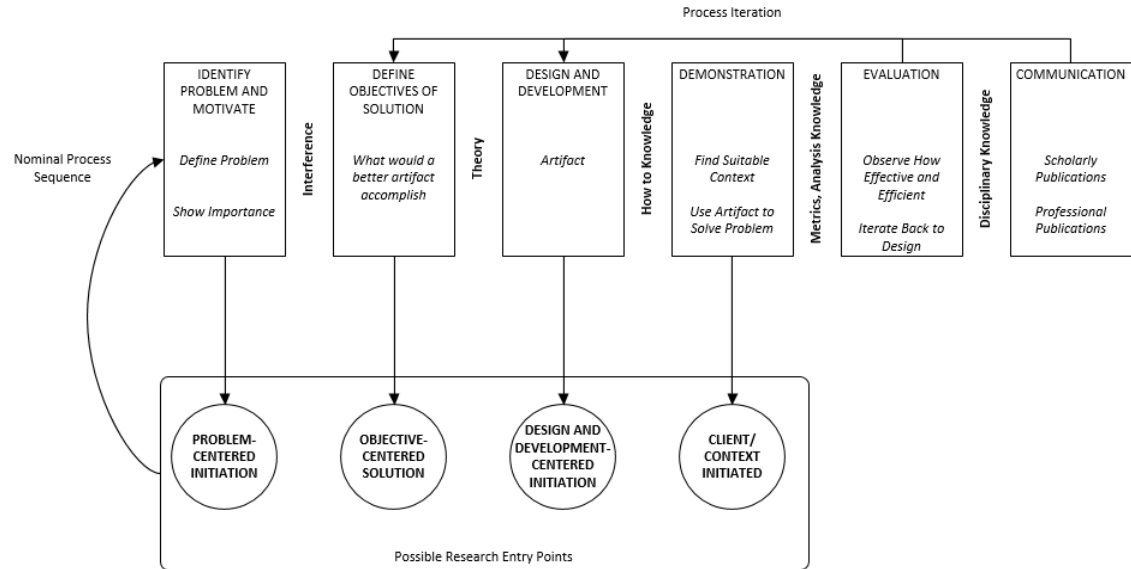 Process Iteration
IDENTIFY
PROBLEM AND
MOTIVATE
Define Problem
Show Importance
Interference
DEFINE
OBJECTIVES OF
SOLUTION
What would a
better artifact
accomplish
Theory
DESIGN AND
DEVELOPMENT
Artifact
How to Knowledge
DEMONSTRATION
Find Suitable
Context
Use Artifact to
Solve Problem
Metrics, Analysis Knowledge
EVALUATION
Observe How
Effective and
Efficient
Iterate Back to
Design
Disciplinary Knowledge
COMMUNICATION
Scholarly
Publications
Professional
Publications
Nominal Process
Sequence
PROBLEM-
CENTERED
INITIATION
OBJECTIVE-
CENTERED
SOLUTION
DESIGN AND
DEVELOPMENT-
CENTERED
INITIATION
CLIENT/
CONTEXT
INITIATED
Possible Research Entry Points